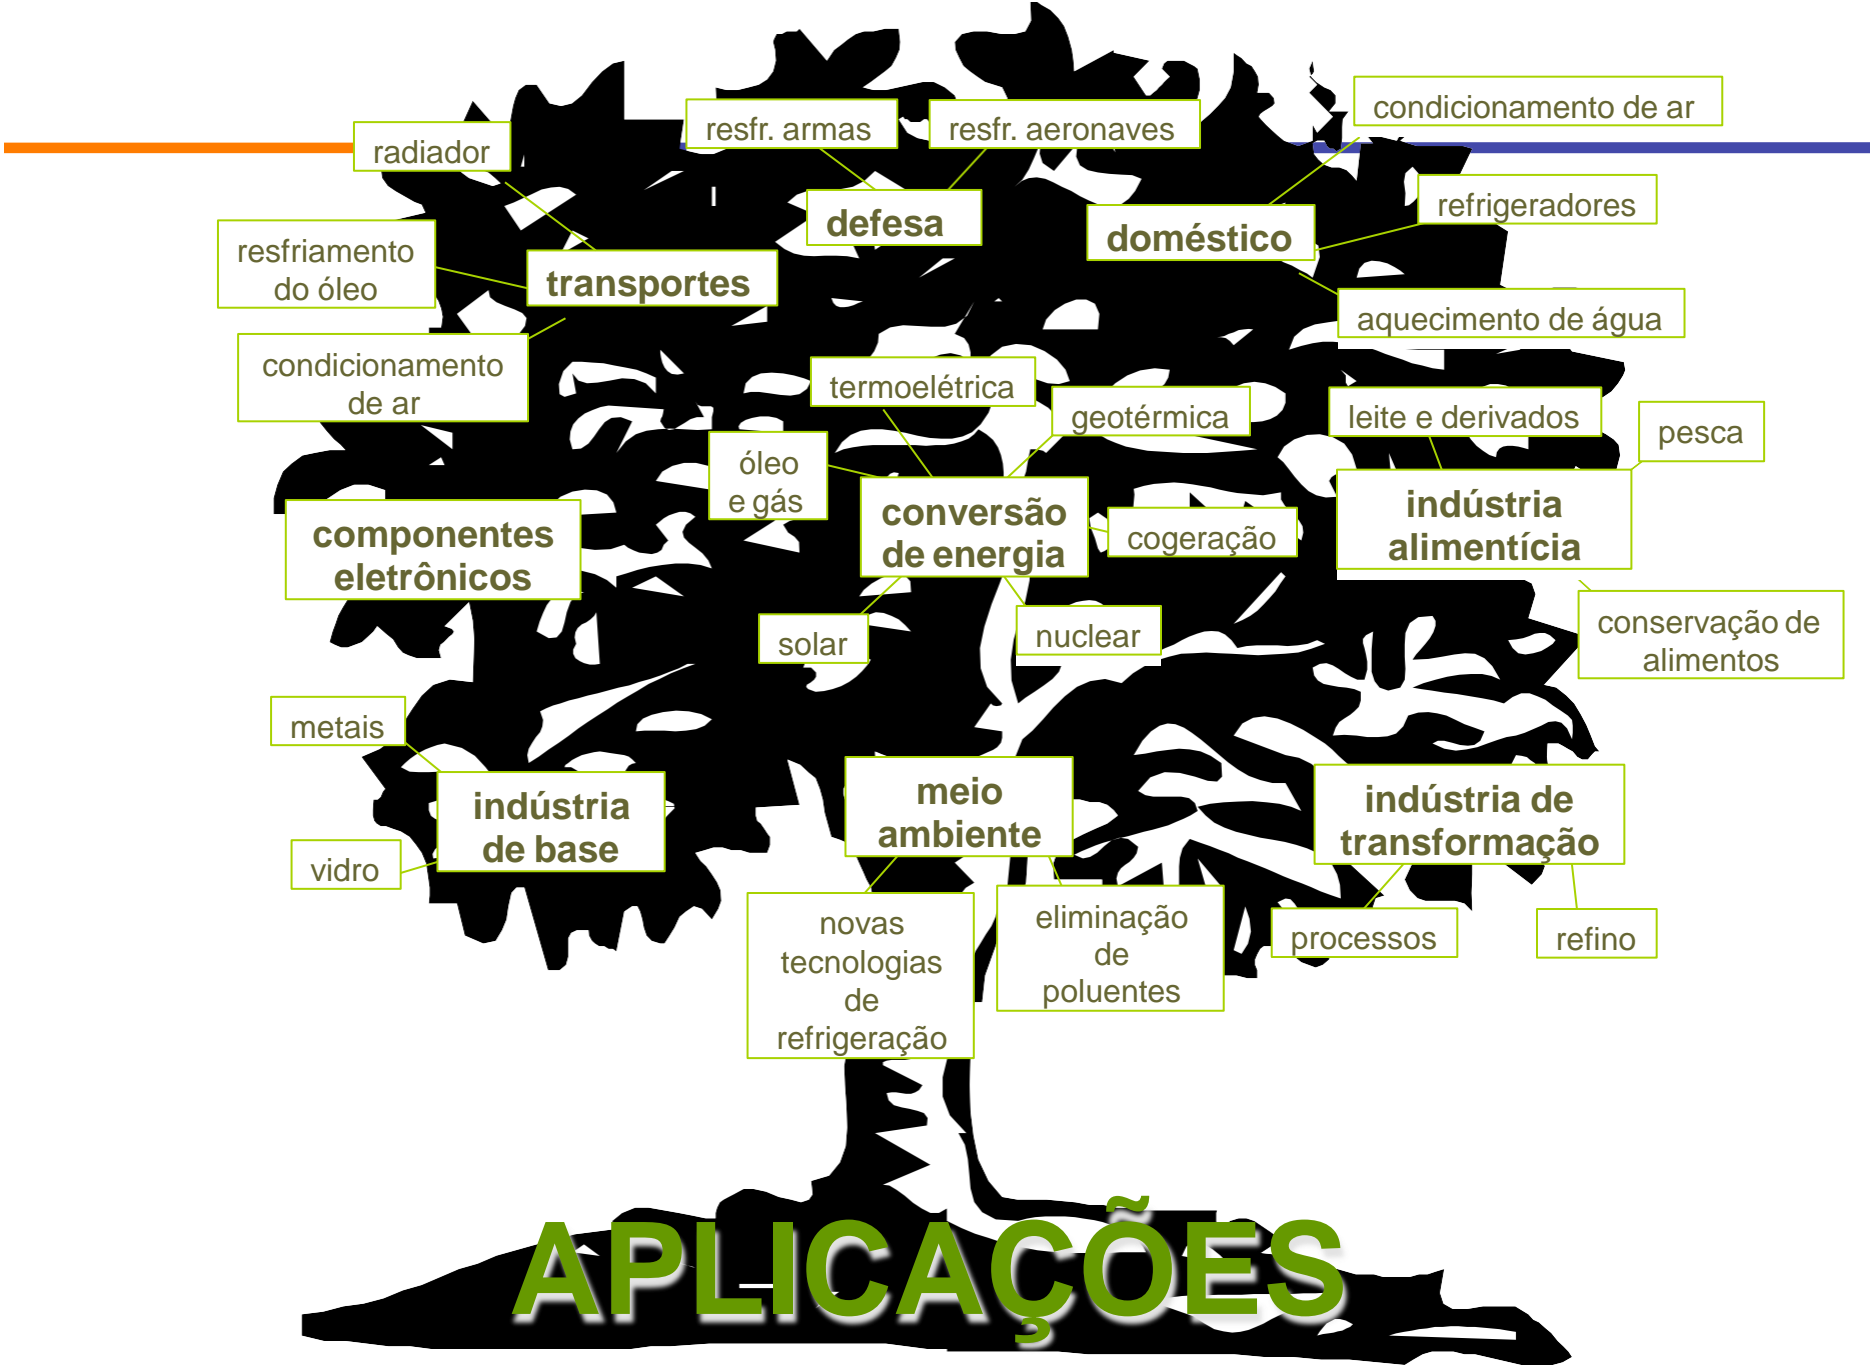 condicionamento de ar
resfr. armas
resfr. aeronaves
radiador
refrigeradores
defesa
doméstico
resfriamento
do óleo
transportes
aquecimento de água
condicionamento
de ar
termoelétrica
geotérmica
leite e derivados
pesca
óleo
e gás
conversão
de energia
indústria
alimentícia
componentes
eletrônicos
cogeração
solar
nuclear
conservação de
alimentos
metais
indústria
de base
meio
ambiente
indústria de
transformação
vidro
novas
tecnologias
de
refrigeração
eliminação
de
poluentes
processos
refino
APLICAÇÕES